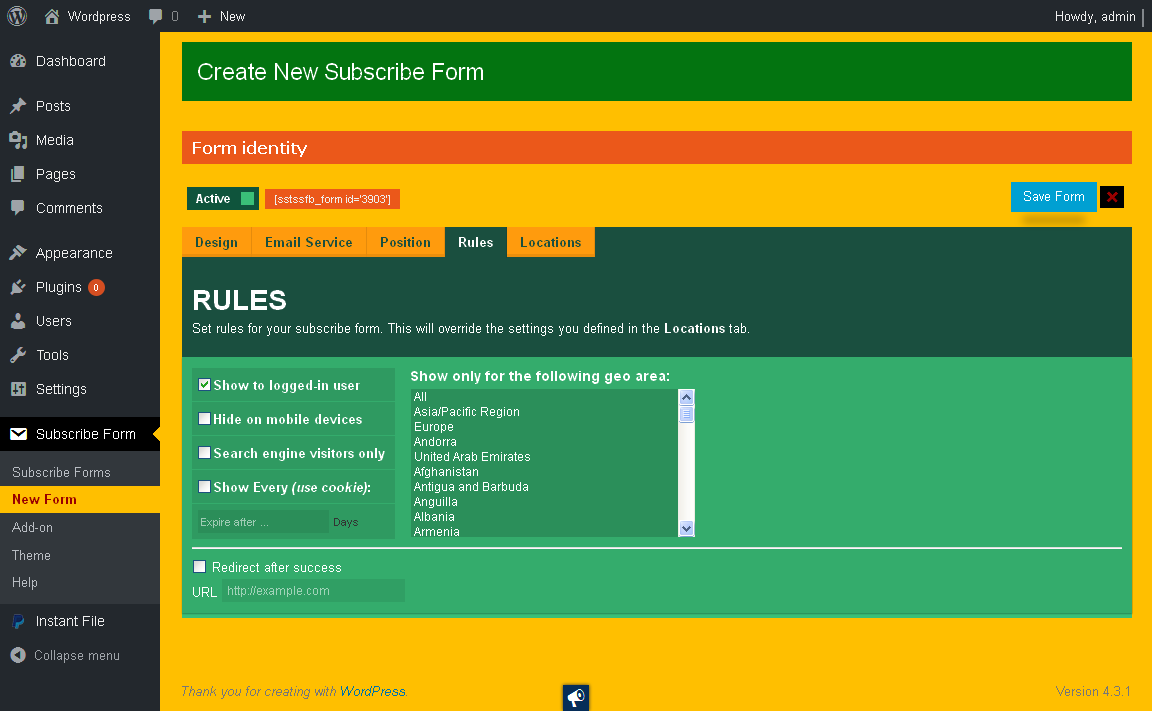 Wordpress 0 New Howdy, admin
Dashboard
Posts
Media
Pages
Comments
Appearance
Plugins 0
Users
Tools
Settings
Subscribe Form
Subscribe Forms
New Form
Add-on
Theme
Help
Instant File
Collapse menu
Create New Subscribe Form
Form identity
Active [sstssfb_form id='3903'] Save Form
Design Email Service Position Rules Locations
RULES
Set rules for your subscribe form. This will override the settings you defined in the Locations tab.
Show to logged-in user
Hide on mobile devices
Search engine visitors only
Show Every (use cookie):
Expire after ... Days
Show only for the following geo area:
All
Asia/Pacific Region
Europe
Andorra
United Arab Emirates
Afghanistan
Antigua and Barbuda
Anguilla
Albania
Armenia
Redirect after success
URL http://example.com
Thank you for creating with WordPress. Version 4.3.1